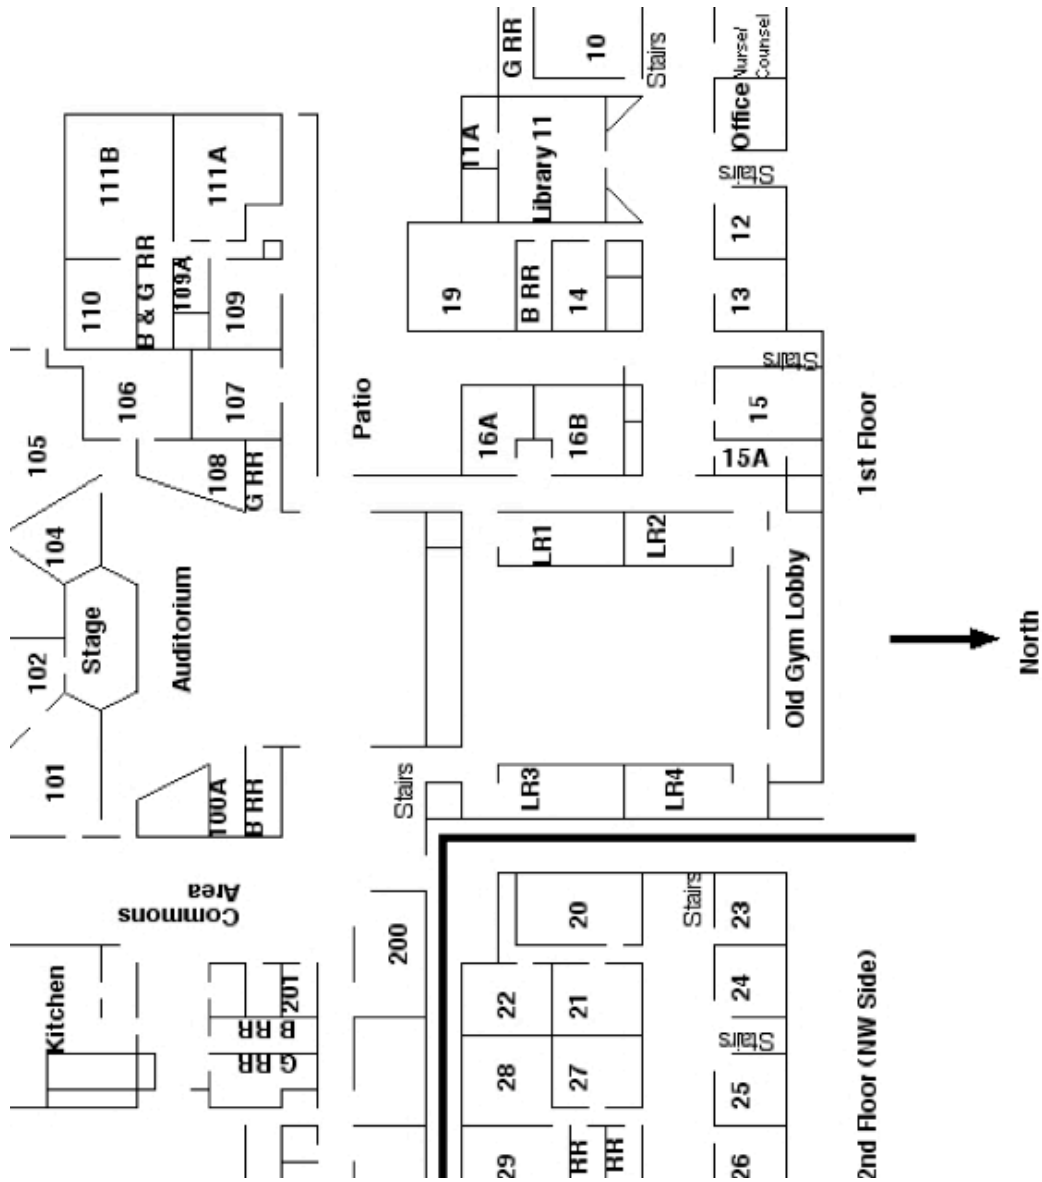 G RR
10
Stairs
Nurse/
Counsel
Office
111B
111A
11A
Library 11
Stairs
12
110
B & G RR
109A
109
19
B RR
14
13
Stairs
105
106
107
Patio
16A
16B
15
108
G RR
15A
1st Floor
104
LR1
LR2
Stage
Auditorium
102
Old Gym Lobby
North
101
100A
B RR
Stairs
LR3
LR4
Commons
Area
200
20
Stairs
23
Kitchen
201
B RR
G RR
22
21
24
Stairs
28
27
25
29
RR
RR
26
2nd Floor (NW Side)